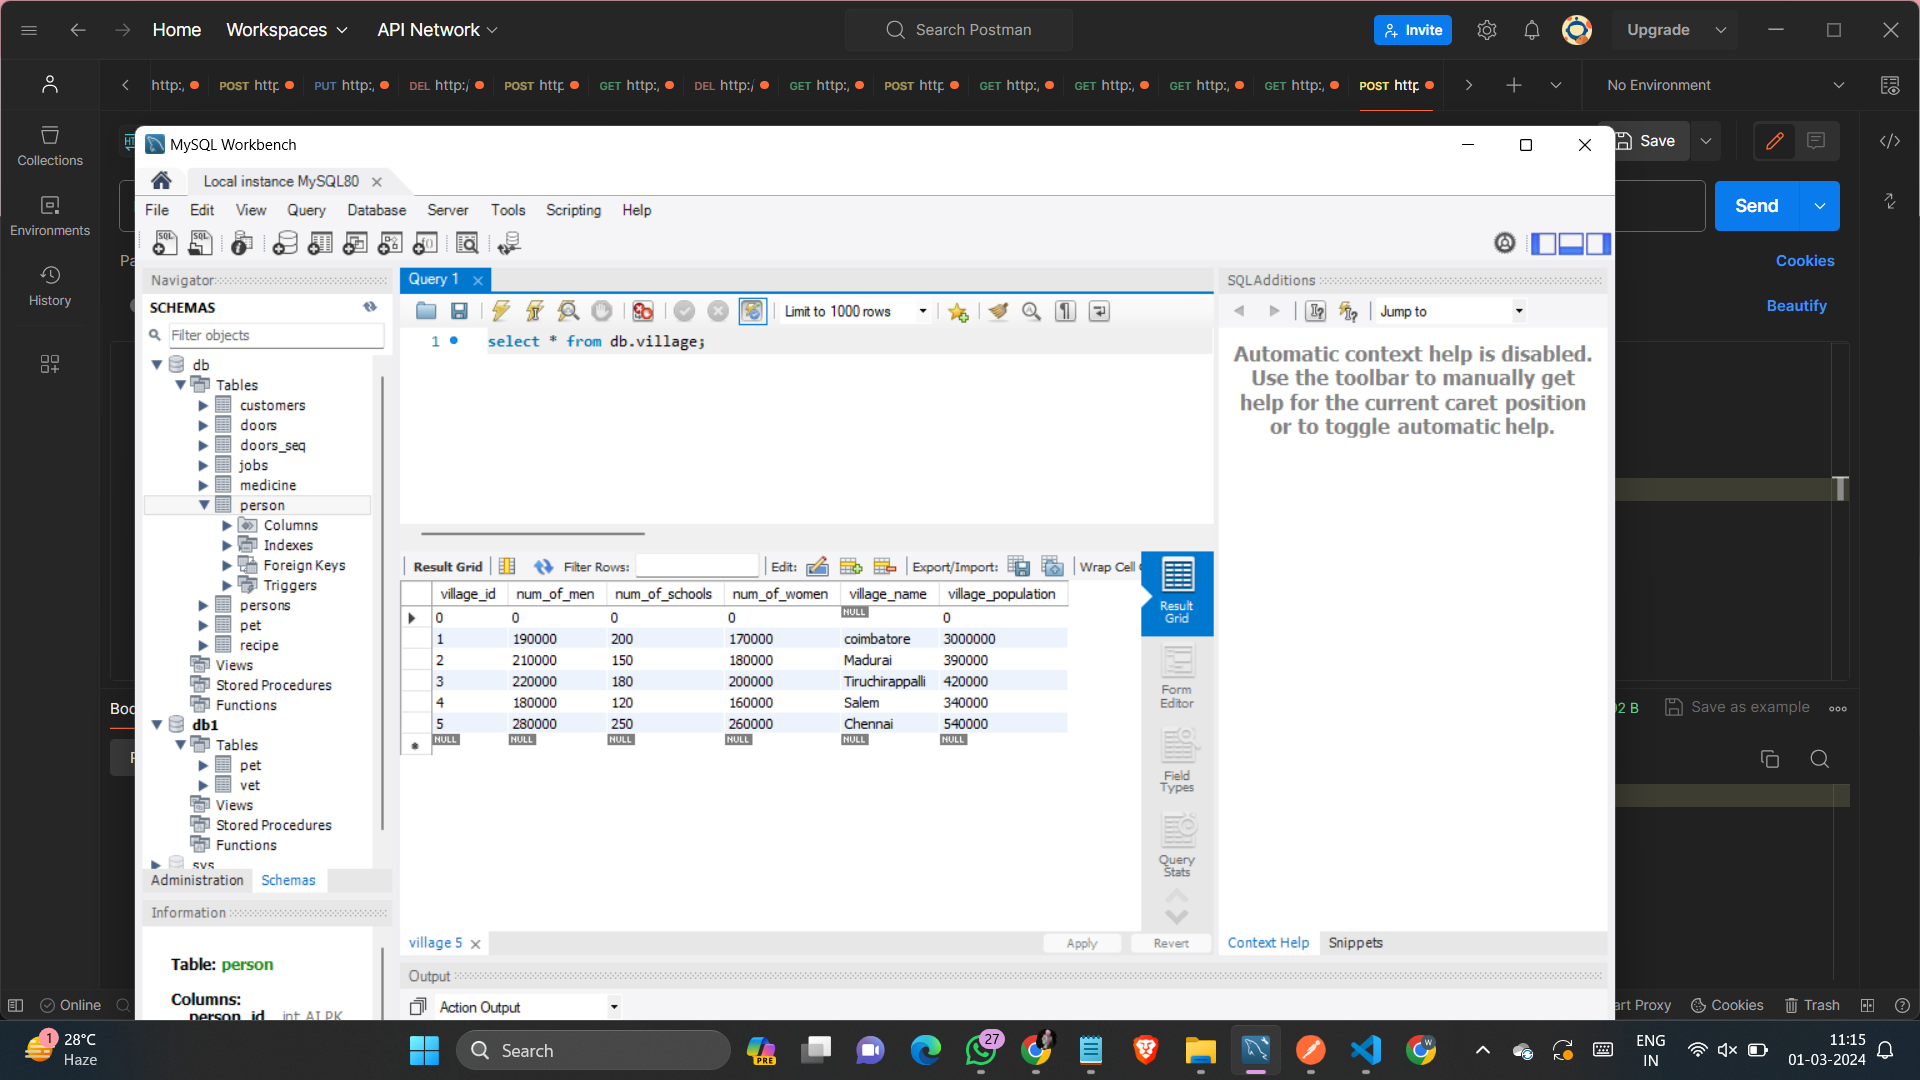 Home Workspaces API Network Search Postman Invite Upgrade
http:, POST http PUT http:, DEL http:/ POST http GET http:, DEL http:/ GET http:, POST http GET http:, GET http:, GET http:, GET http:, POST http No Environment
Collections
Environments
History
Save
Send
Cookies
Beautify
Pa
MySQL Workbench
Local instance MySQL80
File Edit View Query Database Server Tools Scripting Help
Navigator
SCHEMAS
Filter objects
db
Tables
customers
doors
doors_seq
jobs
medicine
person
Columns
Indexes
Foreign Keys
Triggers
persons
pet
recipe
Views
Stored Procedures
Functions
db1
Tables
pet
vet
Views
Stored Procedures
Functions
sys
Administration Schemas
Information
Table: person
Columns:
person_id int AI PK
Query 1
Limit to 1000 rows
1 select * from db.village;
Result Grid Filter Rows: Edit: Export/Import: Wrap Cell C
village_id num_of_men num_of_schools num_of_women village_name village_population
0 0 0 0 NULL 0
1 190000 200 170000 coimbatore 3000000
2 210000 150 180000 Madurai 390000
3 220000 180 200000 Tiruchirappalli 420000
4 180000 120 160000 Salem 340000
5 280000 250 260000 Chennai 540000
NULL NULL NULL NULL NULL NULL
Result
Grid
Form
Editor
Field
Types
Query
Stats
village 5 Apply Revert
Output
Action Output
SQLAdditions
Jump to
Automatic context help is disabled.
Use the toolbar to manually get
help for the current caret position
or to toggle automatic help.
Context Help Snippets
Boc
02 B Save as example
Online
art Proxy Cookies Trash
1
28°C
Haze
Search
PRE
27
W
ENG
IN
11:15
01-03-2024